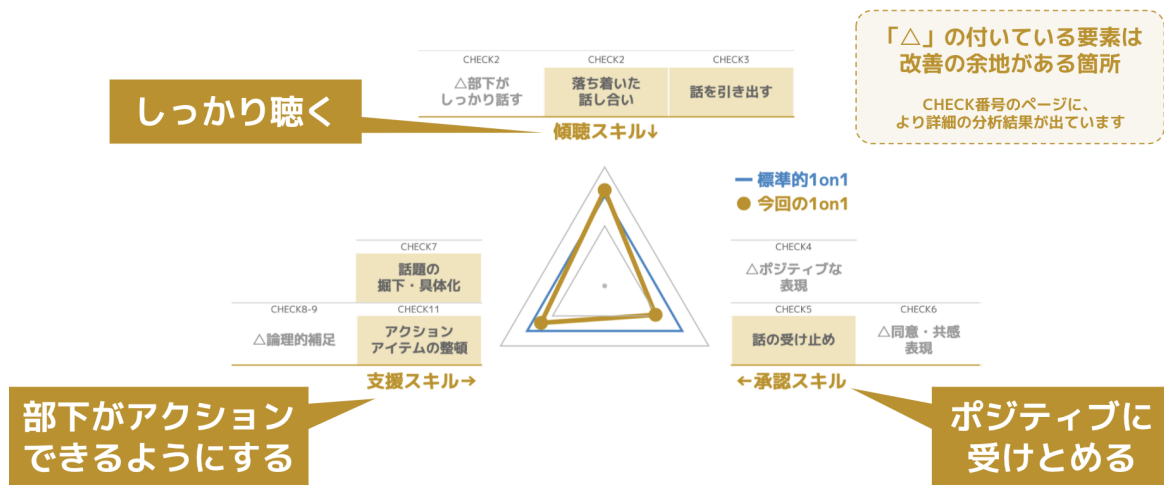 「△」の付いている要素は
改善の余地がある箇所
CHECK番号のページに、
より詳細の分析結果が出ています
CHECK2
△部下が
しっかり話す
CHECK2
落ち着いた
話し合い
CHECK3
話を引き出す
しっかり聴く
傾聴スキル↓
標準的1on1
今回の1on1
CHECK7
話題の
掘下・具体化
CHECK8-9
△論理的補足
CHECK11
アクション
アイテムの整頓
支援スキル→
部下がアクション
できるようにする
CHECK4
△ポジティブな
表現
CHECK5
話の受け止め
CHECK6
△同意・共感
表現
←承認スキル
ポジティブに
受けとめる